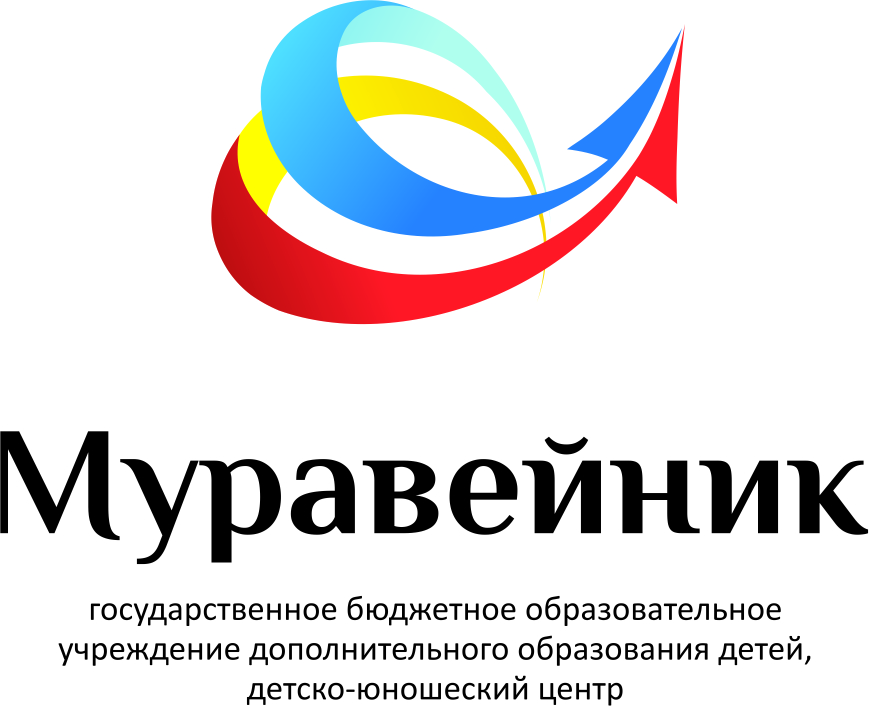 Муравейник
государственное бюджетное образовательное
учреждение дополнительного образования детей,
детско-юношеский центр